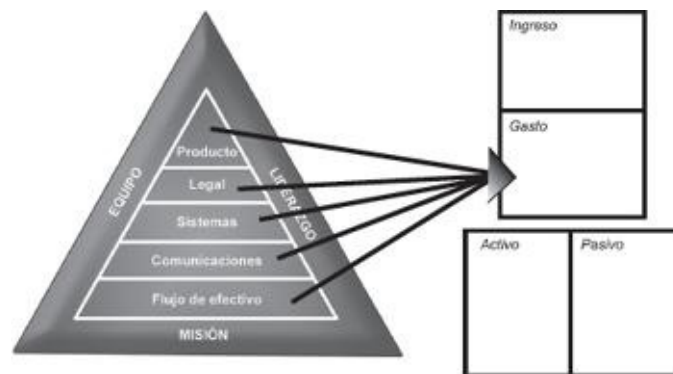 EQUIPO
LIDERAZGO
Producto
Legal
Sistemas
Comunicaciones
Flujo de efectivo
MISIÓN
Ingreso
Gasto
Activo
Pasivo